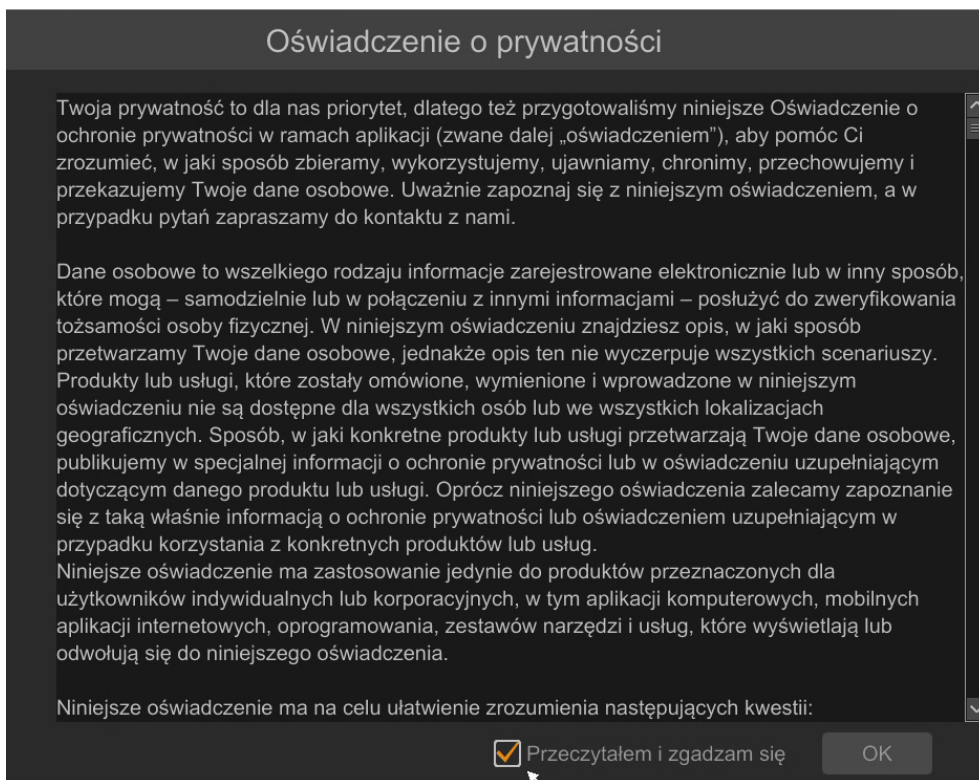 Oświadczenie o prywatności
Twoja prywatność to dla nas priorytet, dlatego też przygotowaliśmy niniejsze Oświadczenie o
ochronie prywatności w ramach aplikacji (zwane dalej „oświadczeniem”), aby pomóc Ci
zrozumieć, w jaki sposób zbieramy, wykorzystujemy, ujawniamy, chronimy, przechowujemy i
przekazujemy Twoje dane osobowe. Uważnie zapoznaj się z niniejszym oświadczeniem, a w
przypadku pytań zapraszamy do kontaktu z nami.
Dane osobowe to wszelkiego rodzaju informacje zarejestrowane elektronicznie lub w inny sposób,
które mogą – samodzielnie lub w połączeniu z innymi informacjami – posłużyć do zweryfikowania
tożsamości osoby fizycznej. W niniejszym oświadczeniu znajdziesz opis, w jaki sposób
przetwarzamy Twoje dane osobowe, jednakże opis ten nie wyczerpuje wszystkich scenariuszy.
Produkty lub usługi, które zostały omówione, wymienione i wprowadzone w niniejszym
oświadczeniu nie są dostępne dla wszystkich osób lub we wszystkich lokalizacjach
geograficznych. Sposób, w jaki konkretne produkty lub usługi przetwarzają Twoje dane osobowe,
publikujemy w specjalnej informacji o ochronie prywatności lub w oświadczeniu uzupełniającym
dotyczącym danego produktu lub usługi. Oprócz niniejszego oświadczenia zalecamy zapoznanie
się z taką właśnie informacją o ochronie prywatności lub oświadczeniem uzupełniającym w
przypadku korzystania z konkretnych produktów lub usług.
Niniejsze oświadczenie ma zastosowanie jedynie do produktów przeznaczonych dla
użytkowników indywidualnych lub korporacyjnych, w tym aplikacji komputerowych, mobilnych
aplikacji internetowych, oprogramowania, zestawów narzędzi i usług, które wyświetlają lub
odwołują się do niniejszego oświadczenia.
Niniejsze oświadczenie ma na celu ułatwienie zrozumienia następujących kwestii:
Przeczytałem i zgadzam się
OK